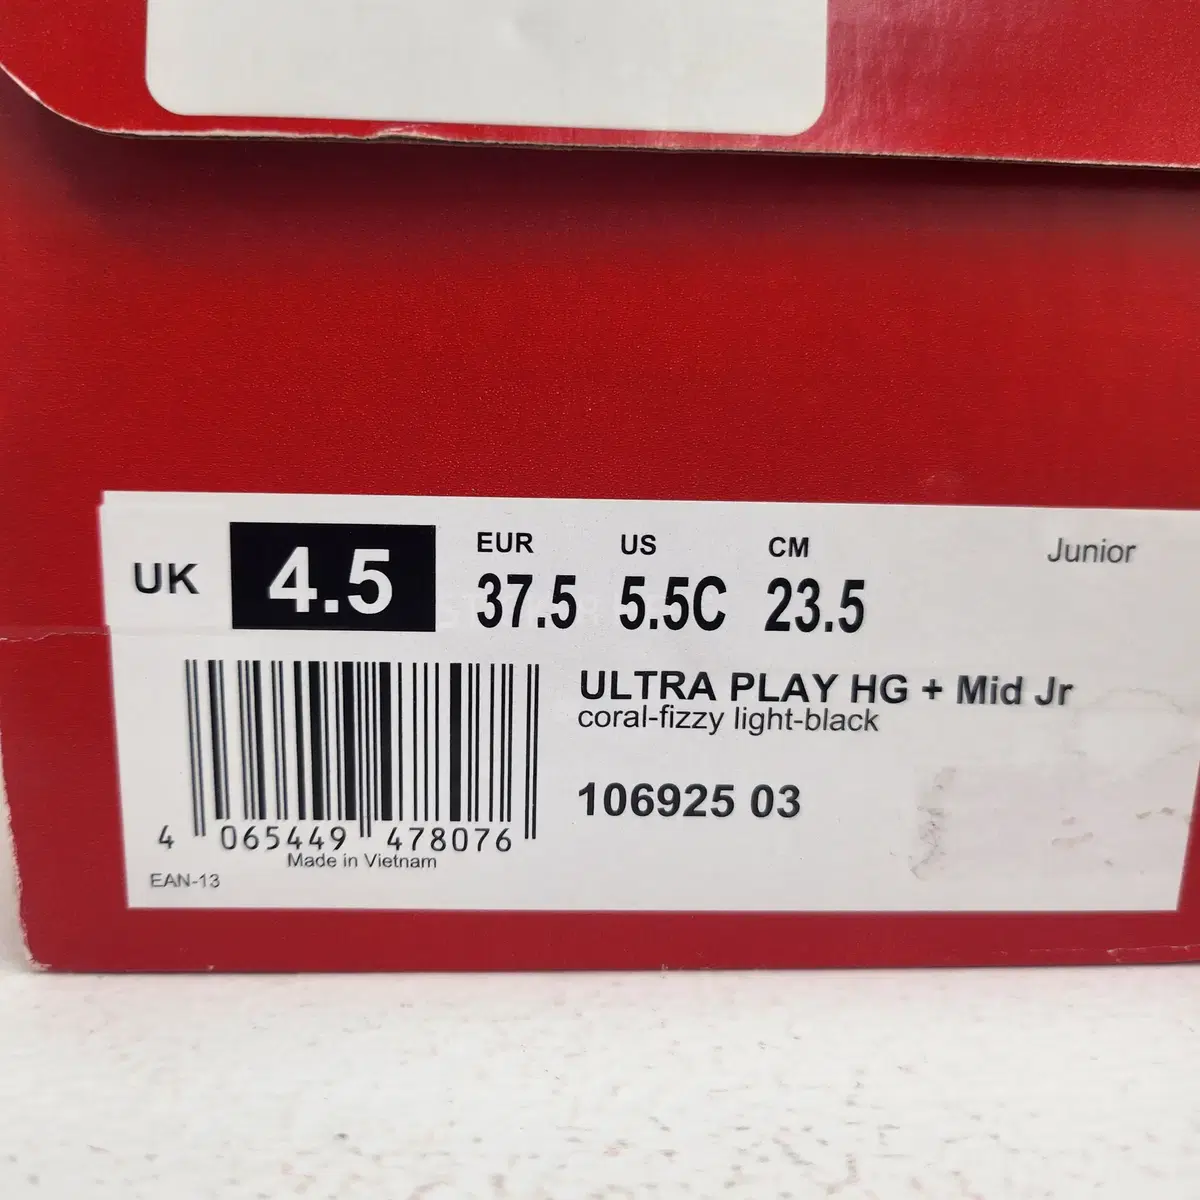 UK 4.5 EUR 37.5 US 5.5C CM 23.5 Junior
ULTRA PLAY HG + Mid Jr
coral-fizzy light-black
106925 03
4 065449 478076
Made in Vietnam
EAN-13